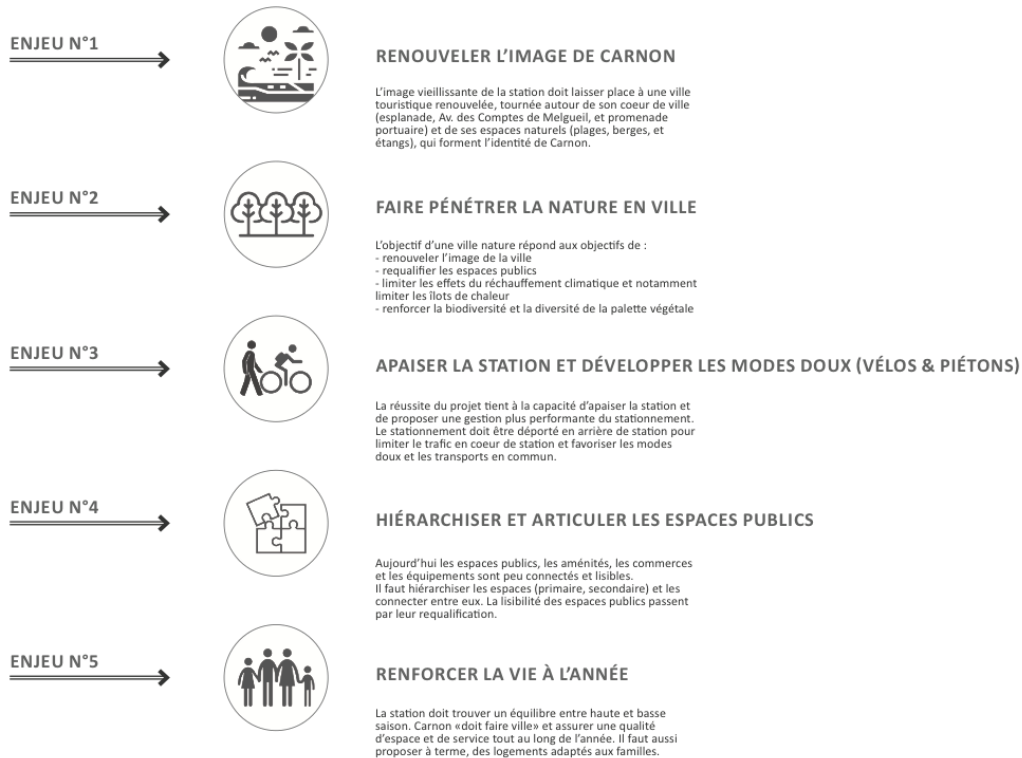 ENJEU N°1
RENOUVELER L'IMAGE DE CARNON
L'image vieillissante de la station doit laisser place à une ville
touristique renouvelée, tournée autour de son coeur de ville
(esplanade, Av. des Comptes de Melgueil, et promenade
portuaire) et de ses espaces naturels (plages, berges, et
étangs), qui forment l'identité de Carnon.
ENJEU N°2
FAIRE PÉNÉTRER LA NATURE EN VILLE
L'objectif d'une ville nature répond aux objectifs de :
- renouveler l'image de la ville
- requalifier les espaces publics
- limiter les effets du réchauffement climatique et notamment
limiter les îlots de chaleur
- renforcer la biodiversité et la diversité de la palette végétale
ENJEU N°3
APAISER LA STATION ET DÉVELOPPER LES MODES DOUX (VÉLOS & PIÉTONS)
La réussite du projet tient à la capacité d'apaiser la station et
de proposer une gestion plus performante du stationnement.
Le stationnement doit être déporté en arrière de station pour
limiter le trafic en coeur de station et favoriser les modes
doux et les transports en commun.
ENJEU N°4
HIÉRARCHISER ET ARTICULER LES ESPACES PUBLICS
Aujourd'hui les espaces publics, les aménités, les commerces
et les équipements sont peu connectés et lisibles.
Il faut hiérarchiser les espaces (primaire, secondaire) et les
connecter entre eux. La lisibilité des espaces publics passent
par leur requalification.
ENJEU N°5
RENFORCER LA VIE À L'ANNÉE
La station doit trouver un équilibre entre haute et basse
saison. Carnon «doit faire ville» et assurer une qualité
d'espace et de service tout au long de l'année. Il faut aussi
proposer à terme, des logements adaptés aux familles.